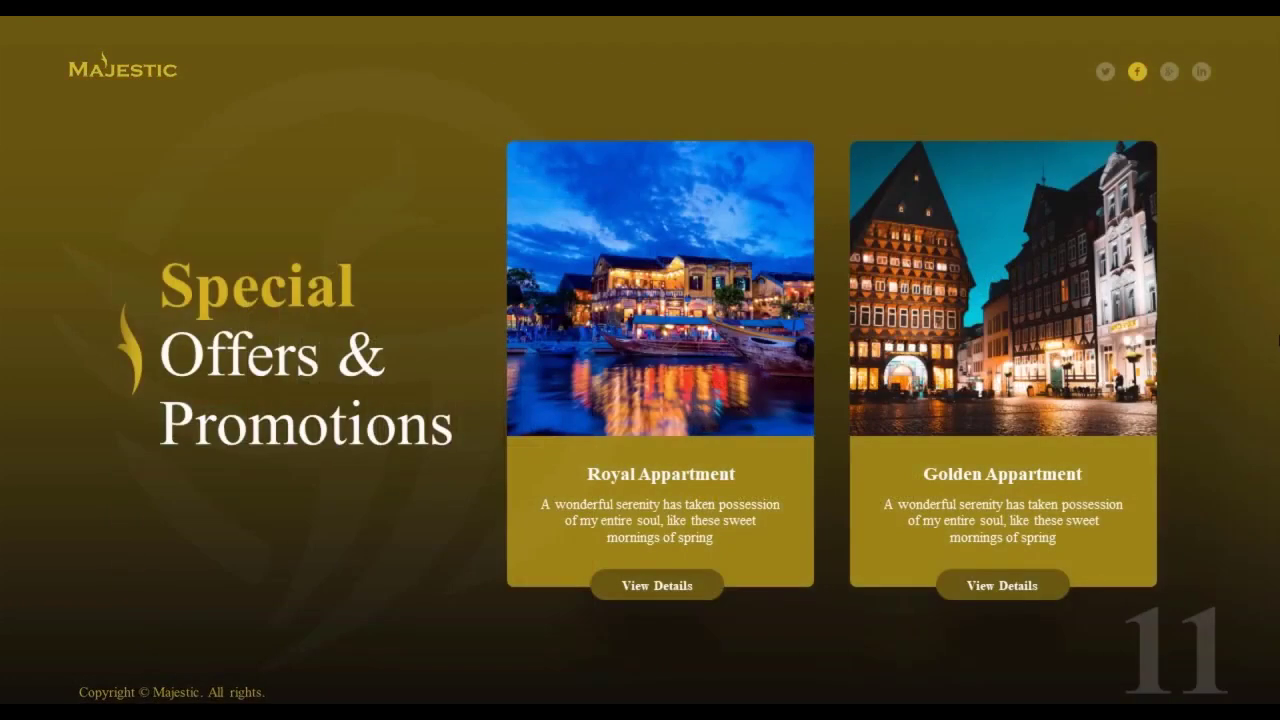 MAJESTIC
Special
Offers &
Promotions
Royal Appartment
A wonderful serenity has taken possession
of my entire soul, like these sweet
mornings of spring
View Details
Golden Appartment
A wonderful serenity has taken possession
of my entire soul, like these sweet
mornings of spring
View Details
11
Copyright © Majestic. All rights.